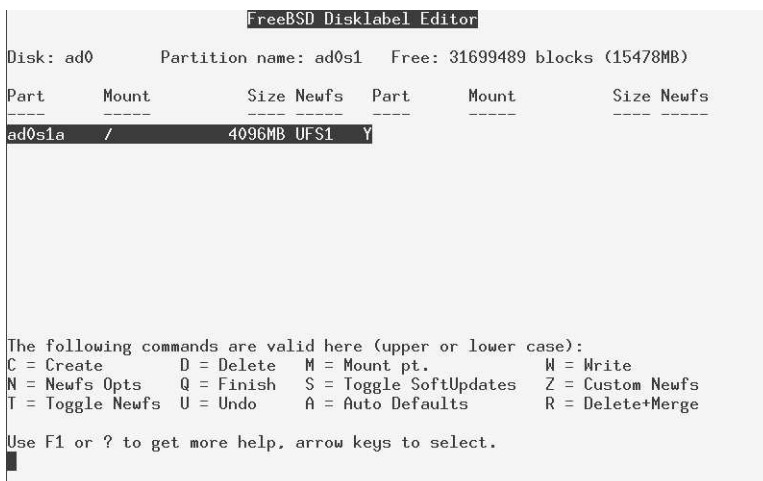 FreeBSD Disklabel Editor
Disk: ad0 Partition name: ad0s1 Free: 31699489 blocks (15478MB)
Part Mount Size Newfs Part Mount Size Newfs
---- ----- ---- ----- ---- ----- ---- -----
ad0s1a / 4096MB UFS1 Y
The following commands are valid here (upper or lower case):
C = Create D = Delete M = Mount pt. W = Write
N = Newfs Opts Q = Finish S = Toggle SoftUpdates Z = Custom Newfs
T = Toggle Newfs U = Undo A = Auto Defaults R = Delete+Merge
Use F1 or ? to get more help, arrow keys to select.